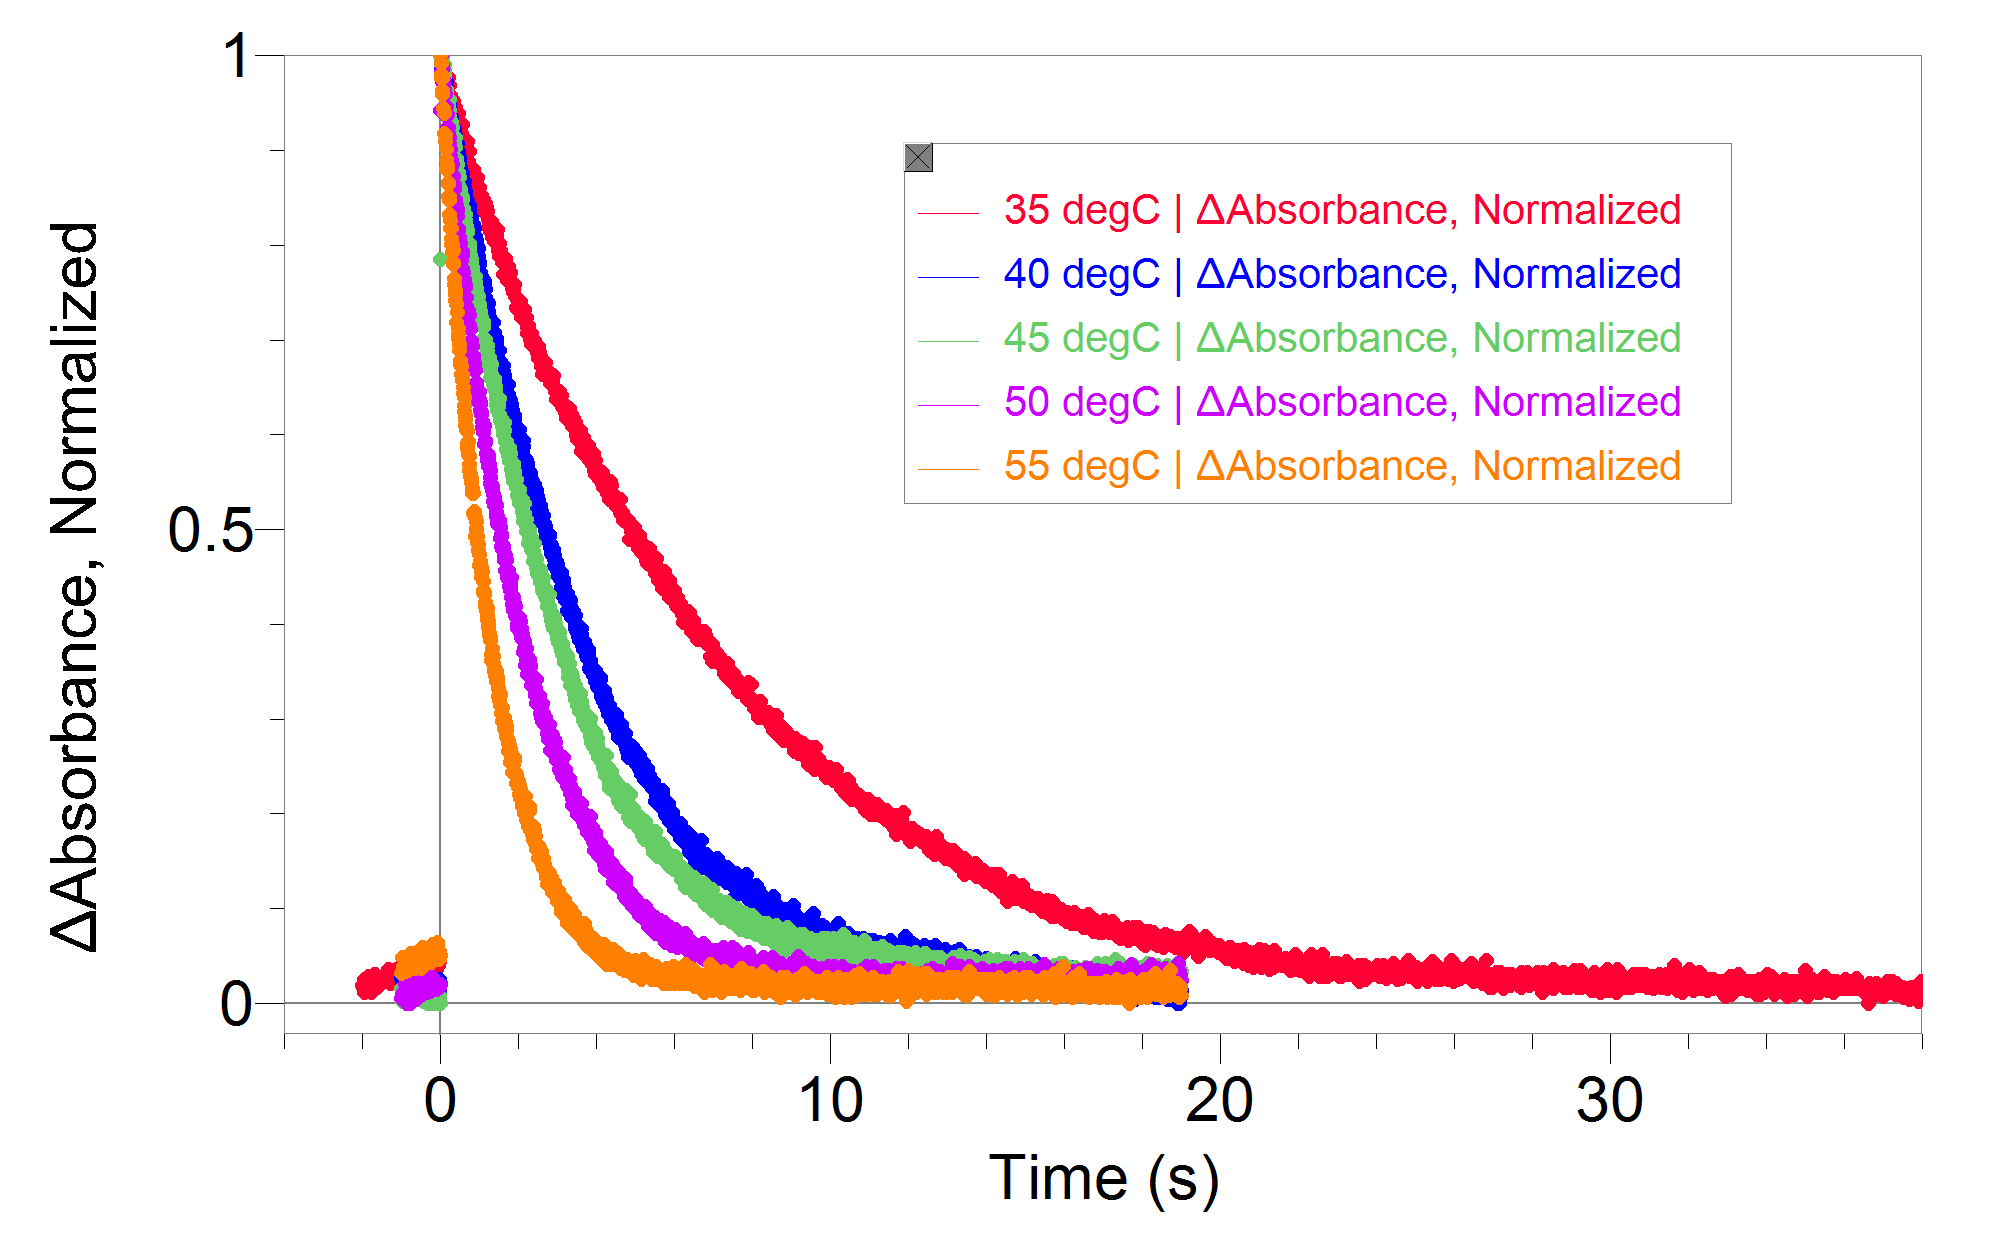 ΔAbsorbance, Normalized
1
0.5
0
35 degC | ΔAbsorbance, Normalized
40 degC | ΔAbsorbance, Normalized
45 degC | ΔAbsorbance, Normalized
50 degC | ΔAbsorbance, Normalized
55 degC | ΔAbsorbance, Normalized
0 10 20 30
Time (s)